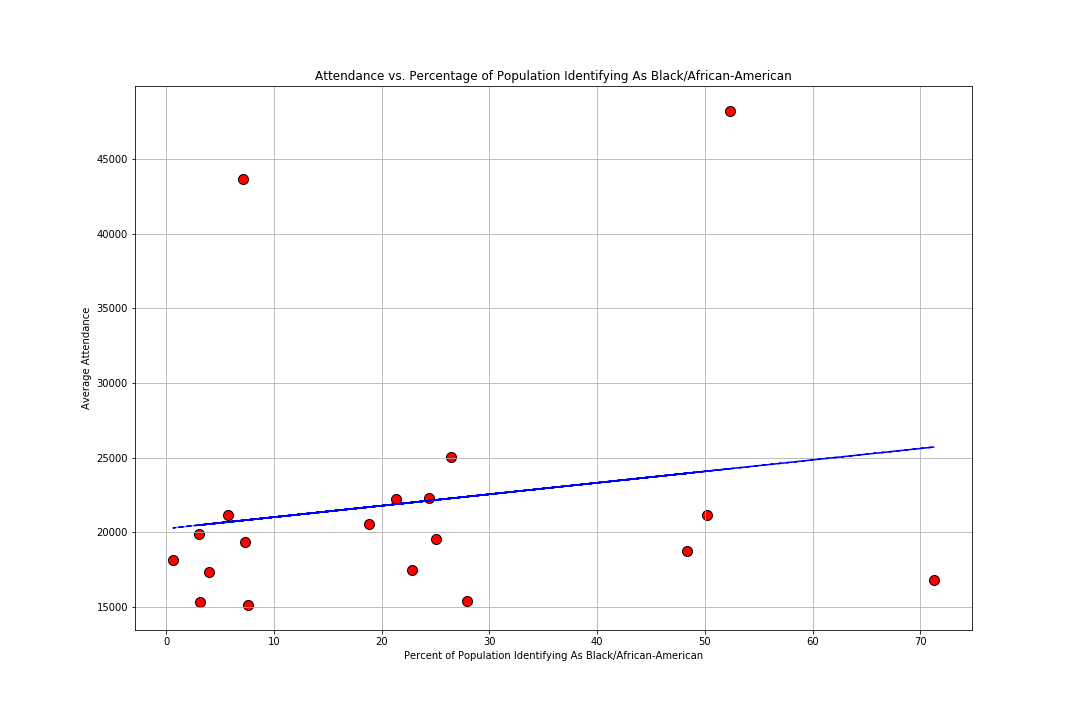 Attendance vs. Percentage of Population Identifying As Black/African-American
Average Attendance
45000
40000
35000
30000
25000
20000
15000
0 10 20 30 40 50 60 70
Percent of Population Identifying As Black/African-American